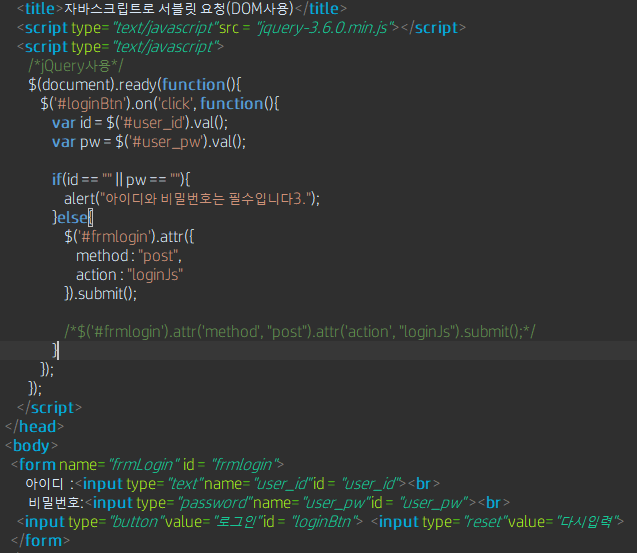 <title>자바스크립트로 서블릿 요청(DOM사용)</title>
<script type="text/javascript"src = "jquery-3.6.0.min.js"></script>
<script type="text/javascript">
/*jQuery사용*/
$(document).ready(function(){
$('#loginBtn').on('click', function(){
var id = $('#user_id').val();
var pw = $('#user_pw').val();
if(id == "" || pw == ""){
alert("아이디와 비밀번호는 필수입니다3.");
}else{
$('#frmlogin').attr({
method : "post",
action : "loginJs"
}).submit();
/*$('#frmlogin').attr('method', "post").attr('action', "loginJs").submit();*/
}
});
});
</script>
</head>
<body>
<form name="frmLogin" id = "frmlogin">
아이디 :<input type="text"name="user_id"id = "user_id"><br>
비밀번호:<input type="password"name="user_pw"id = "user_pw"><br>
<input type="button"value="로그인"id = "loginBtn"> <input type="reset"value="다시입력">
</form>